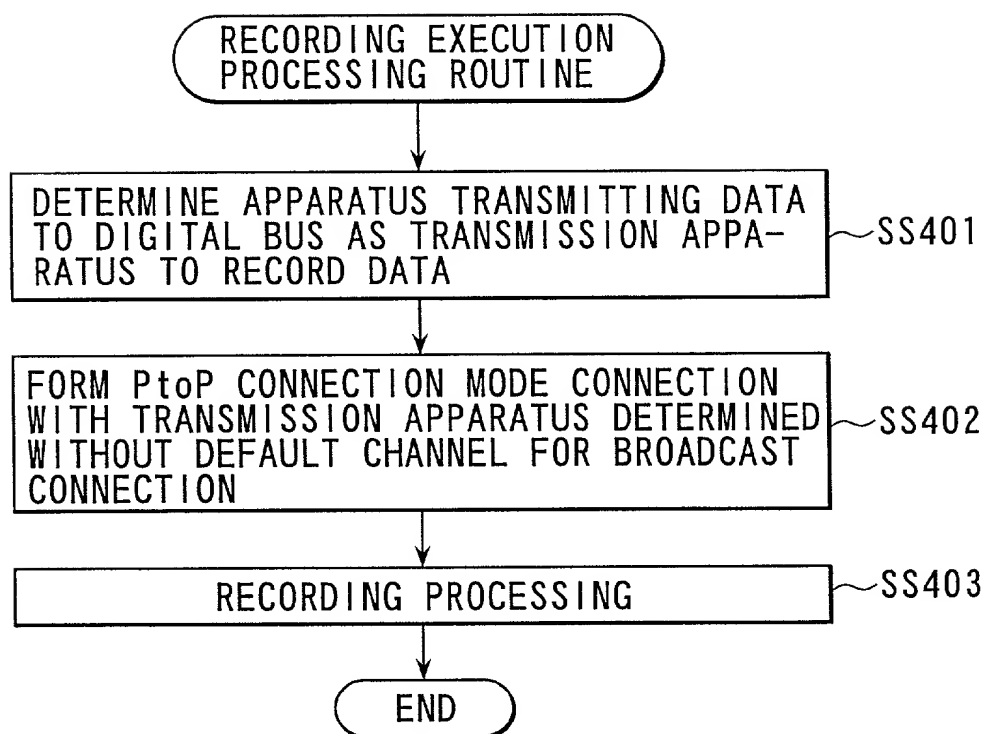 RECORDING EXECUTION
PROCESSING ROUTINE
DETERMINE APPARATUS TRANSMITTING DATA
TO DIGITAL BUS AS TRANSMISSION APPA-
RATUS TO RECORD DATA
SS401
FORM PtoP CONNECTION MODE CONNECTION
WITH TRANSMISSION APPARATUS DETERMINED
WITHOUT DEFAULT CHANNEL FOR BROADCAST
CONNECTION
SS402
RECORDING PROCESSING
SS403
END